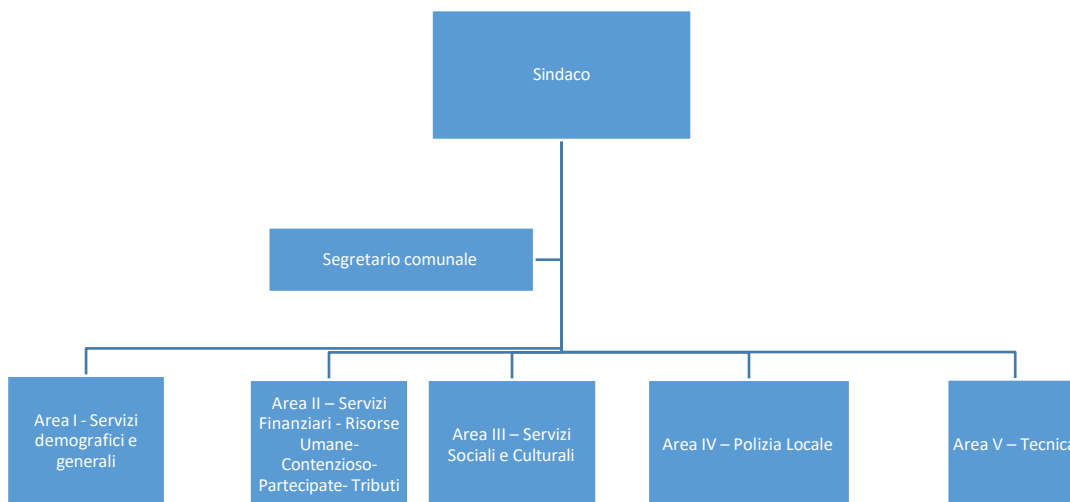 Sindaco
Segretario comunale
Area I - Servizi
demografici e
generali
Area II – Servizi
Finanziari - Risorse
Umane-
Contenzioso-
Partecipate- Tributi
Area III – Servizi
Sociali e Culturali
Area IV – Polizia Locale
Area V – Tecnica